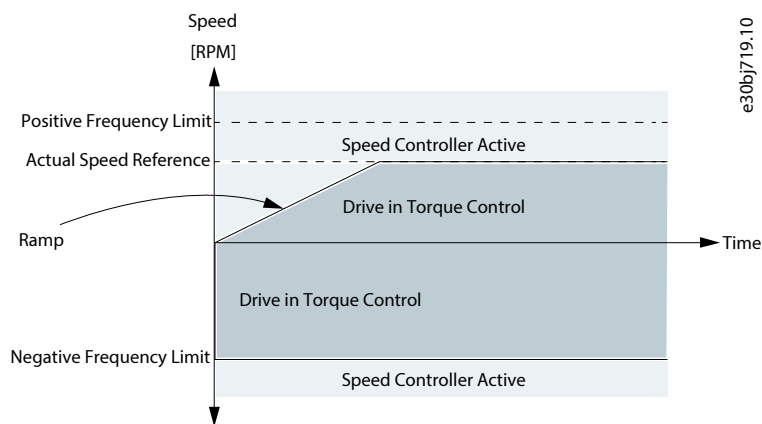 Speed
[RPM]
e30bj719.10
Positive Frequency Limit
Speed Controller Active
Actual Speed Reference
Drive in Torque Control
Ramp
Time
Drive in Torque Control
Negative Frequency Limit
Speed Controller Active